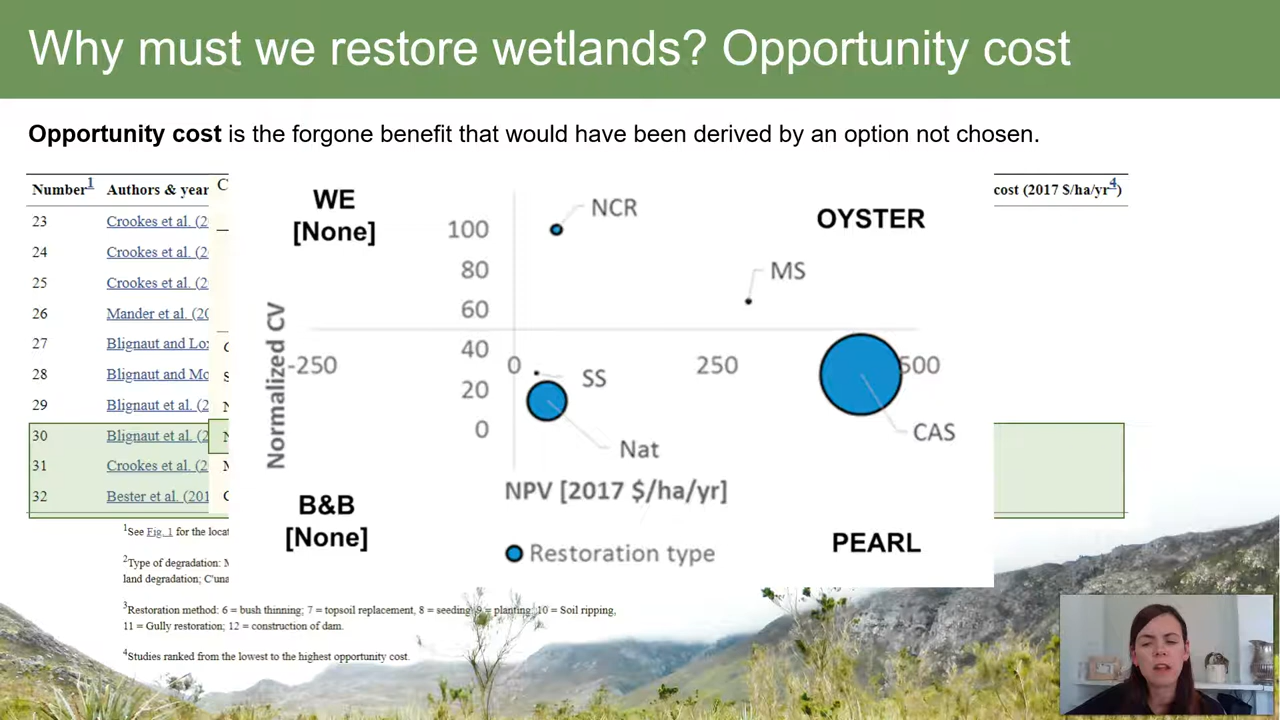 Why must we restore wetlands? Opportunity cost
Opportunity cost is the forgone benefit that would have been derived by an option not chosen.
Number1 Authors & year
23 Crookes et al. (2
24 Crookes et al. (2
25 Crookes et al. (2
26 Mander et al. (20
27 Blignaut and Lo
28 Blignaut and Mc
29 Blignaut et al. (2
30 Blignaut et al. (2
31 Crookes et al. (2
32 Bester et al. (201
cost (2017 $/ha/yr4)
WE
[None]
OYSTER
NCR
MS
100
80
60
40
20
0
Normalized CV
-250
0
250
500
SS
Nat
CAS
NPV [2017 $/ha/yr]
B&B
[None]
PEARL
Restoration type
1See Fig. 1 for the locat
2Type of degradation: M
land degradation; C'una
3Restoration method: 6 = bush thinning; 7 = topsoil replacement, 8 = seeding; 9 = planting; 10 = Soil ripping,
11 = Gully restoration; 12 = construction of dam.
4Studies ranked from the lowest to the highest opportunity cost.